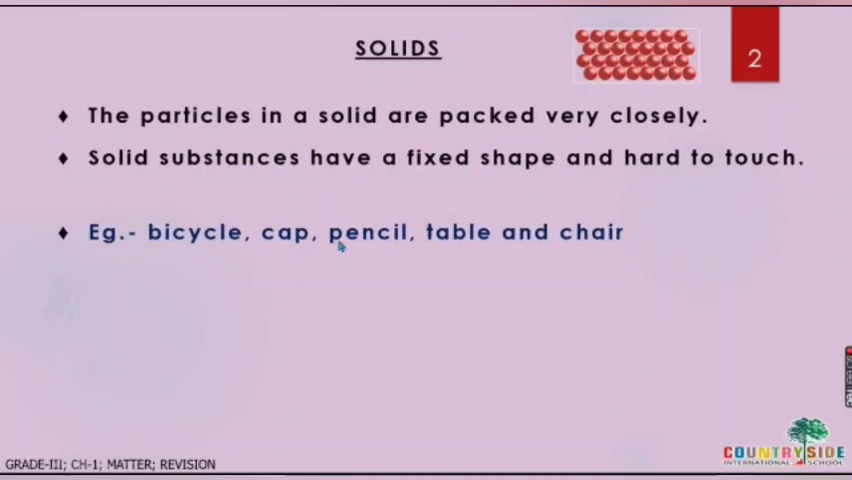 SOLIDS
2
♦ The particles in a solid are packed very closely.
♦ Solid substances have a fixed shape and hard to touch.
♦ Eg.- bicycle, cap, pencil, table and chair
GRADE-III; CH-1; MATTER; REVISION
COUNTRYSIDE
INTERNATIONAL SCHOOL